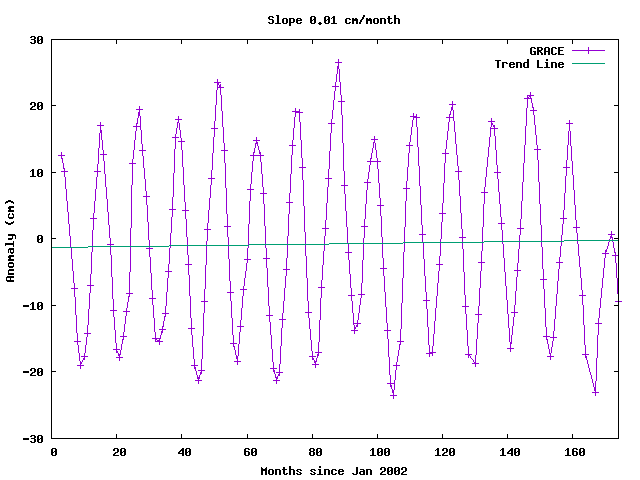 Slope 0.01 cm/month
30
GRACE
Trend Line
20
10
0
-10
-20
-30
Anomaly (cm)
0 20 40 60 80 100 120 140 160
Months since Jan 2002